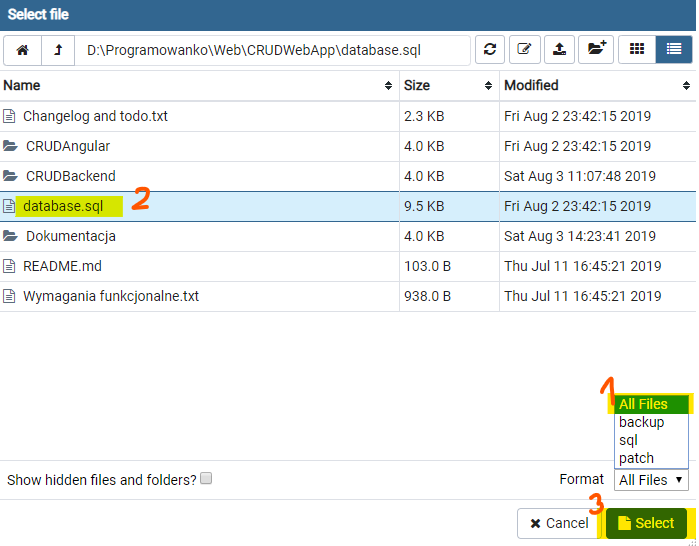 Select file
D:\Programowanko\Web\CRUDWebApp\database.sql
Name Size Modified
Changelog and todo.txt 2.3 KB Fri Aug 2 23:42:15 2019
CRUDAngular 4.0 KB Fri Aug 2 23:42:15 2019
CRUDBackend 4.0 KB Sat Aug 3 11:07:48 2019
database.sql 2 9.5 KB Fri Aug 2 23:42:15 2019
Dokumentacja 4.0 KB Sat Aug 3 14:23:41 2019
README.md 103.0 B Thu Jul 11 16:45:21 2019
Wymagania funkcjonalne.txt 938.0 B Thu Jul 11 16:45:21 2019
1 All Files
backup
sql
patch
Show hidden files and folders? Format All Files
3 Cancel Select